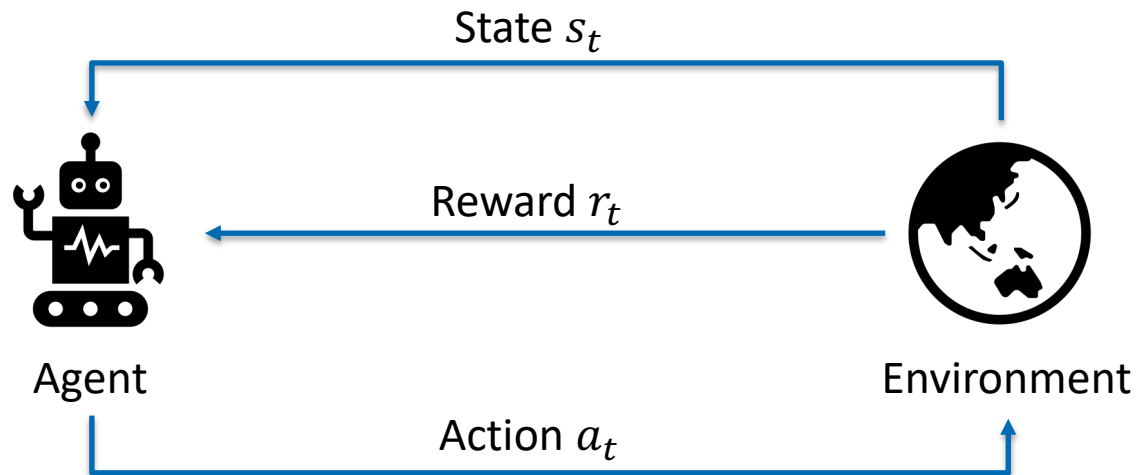 State s_t
Reward r_t
Agent
Environment
Action a_t